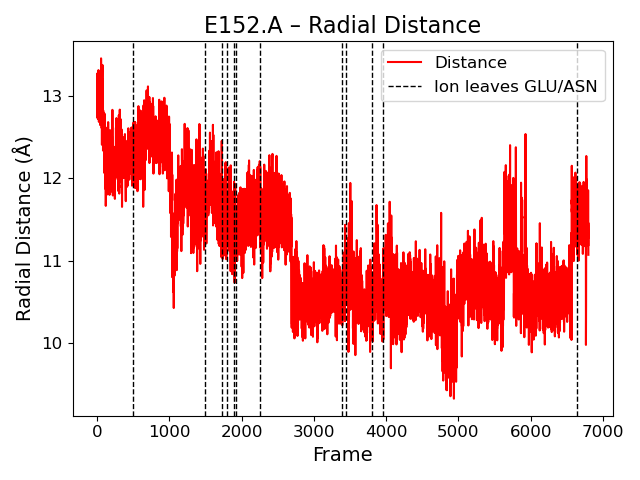 E152.A – Radial Distance
Distance
Ion leaves GLU/ASN
Radial Distance (Å)
13
12
11
10
0 1000 2000 3000 4000 5000 6000 7000
Frame